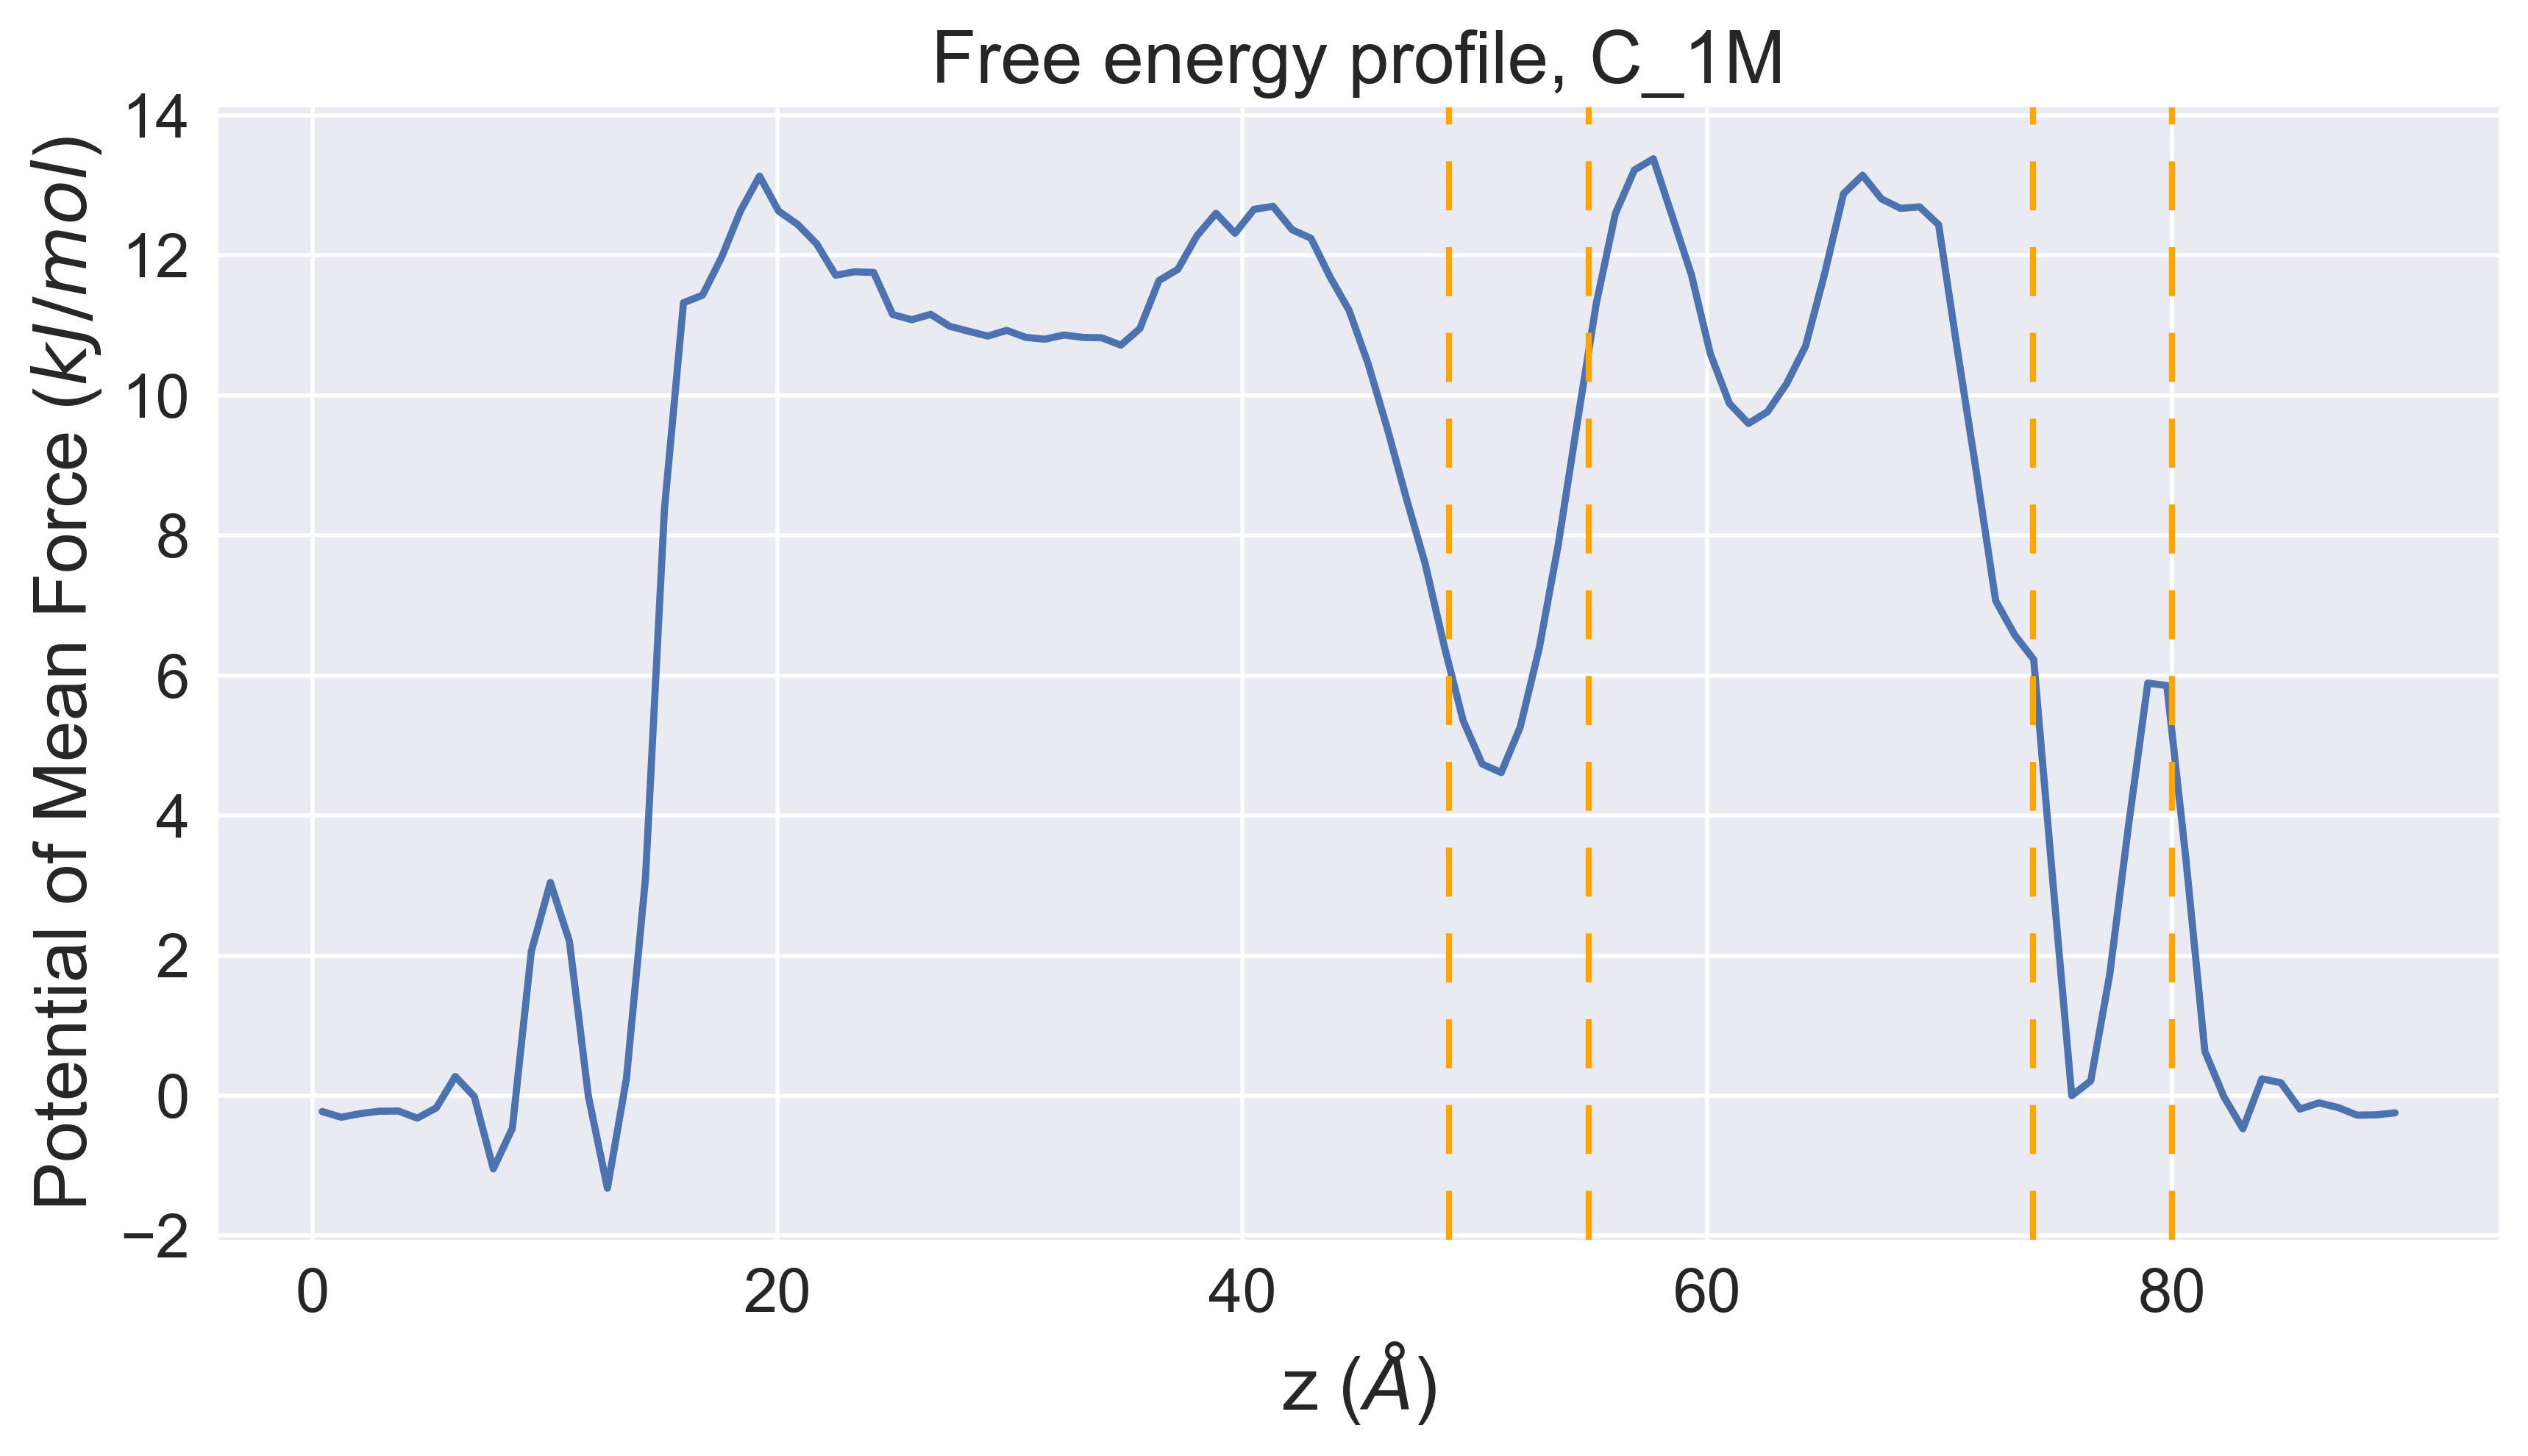 Free energy profile, C_1M
Potential of Mean Force (kJ/mol)
14
12
10
8
6
4
2
0
−2
0 20 40 60 80
z (Å)